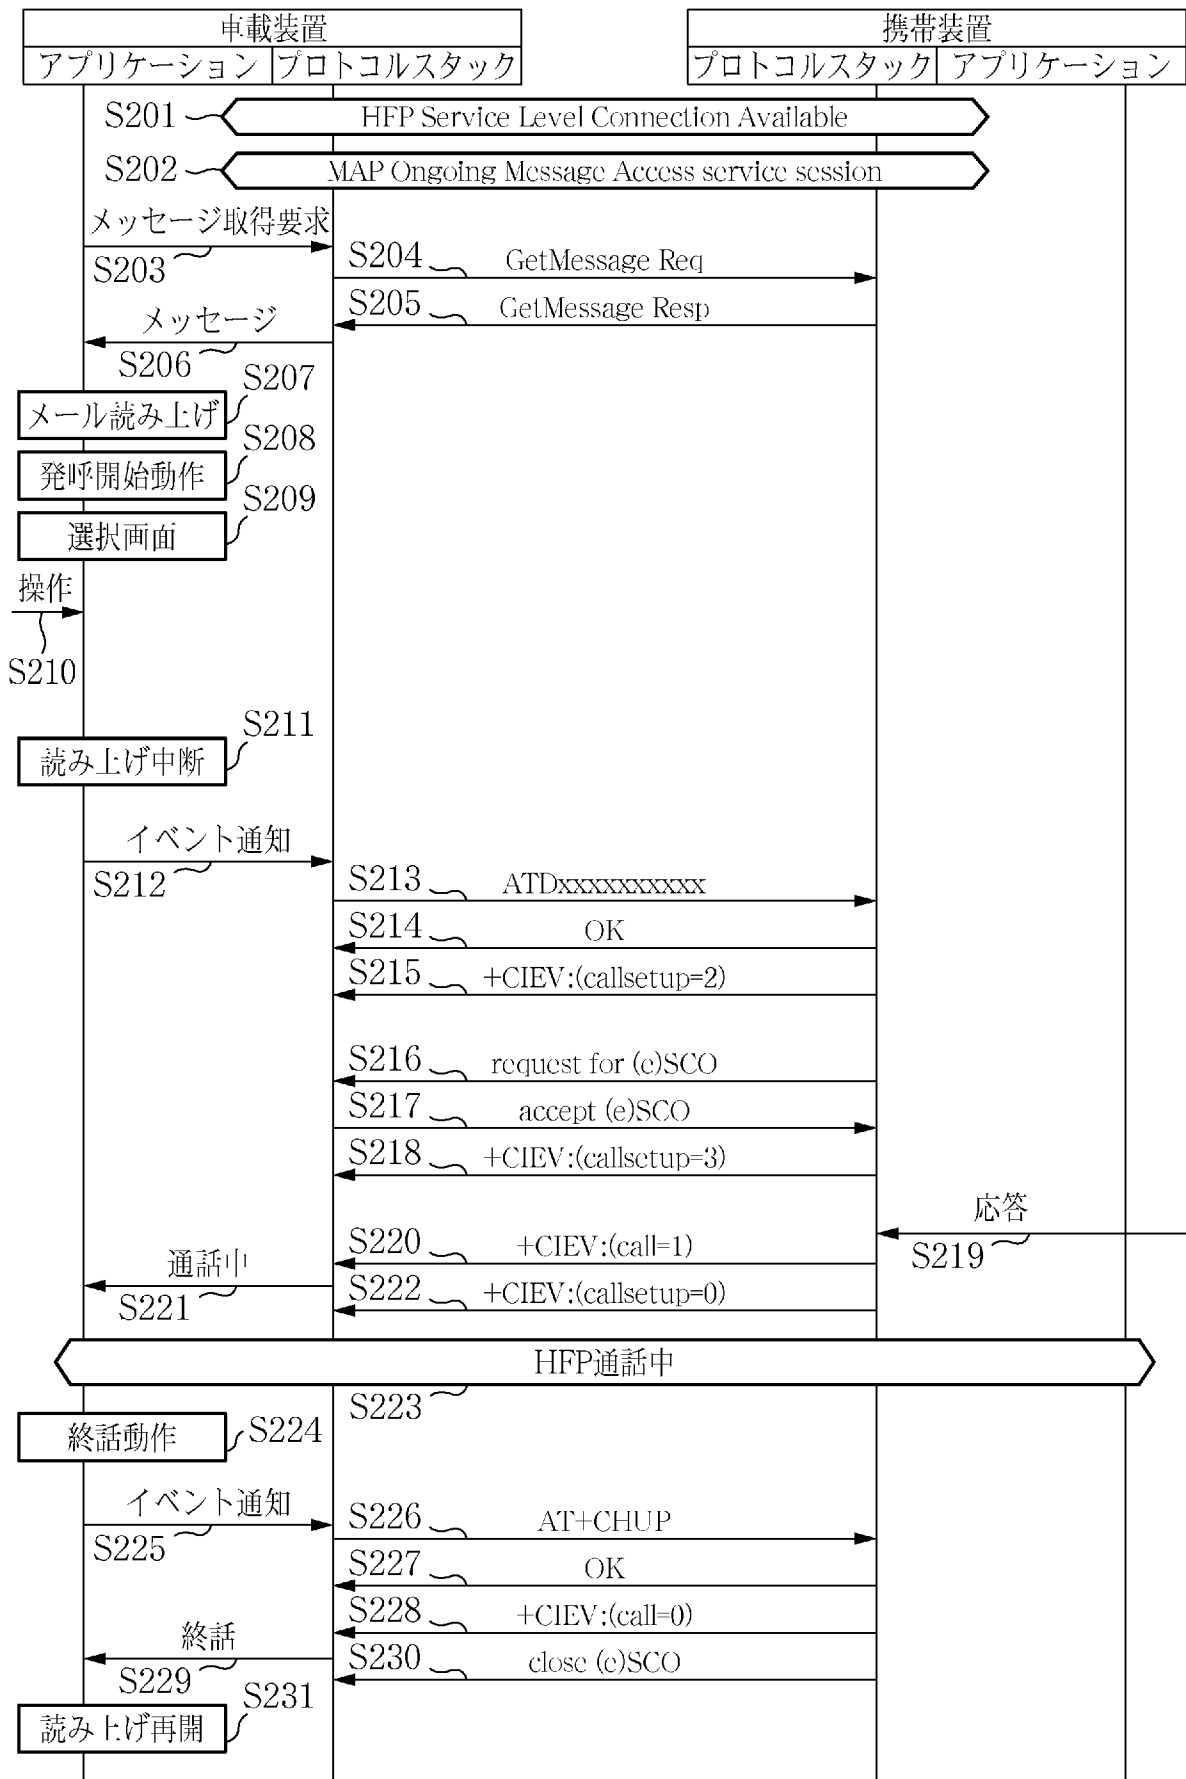 車載装置
携帯装置
アプリケーション
プロトコルスタック
プロトコルスタック
アプリケーション
S201
HFP Service Level Connection Available
S202
MAP Ongoing Message Access service session
メッセージ取得要求
S203
S204
GetMessage Req
S205
GetMessage Resp
メッセージ
S206
S207
メール読み上げ
S208
発呼開始動作
S209
選択画面
操作
S210
S211
読み上げ中断
イベント通知
S212
S213
ATDxxxxxxxxxx
S214
OK
S215
+CIEV:(callsetup=2)
S216
request for (e)SCO
S217
accept (e)SCO
S218
+CIEV:(callsetup=3)
応答
S219
S220
+CIEV:(call=1)
通話中
S221
S222
+CIEV:(callsetup=0)
HFP通話中
S223
終話動作
S224
イベント通知
S225
S226
AT+CHUP
S227
OK
S228
+CIEV:(call=0)
終話
S229
S230
close (e)SCO
S231
読み上げ再開